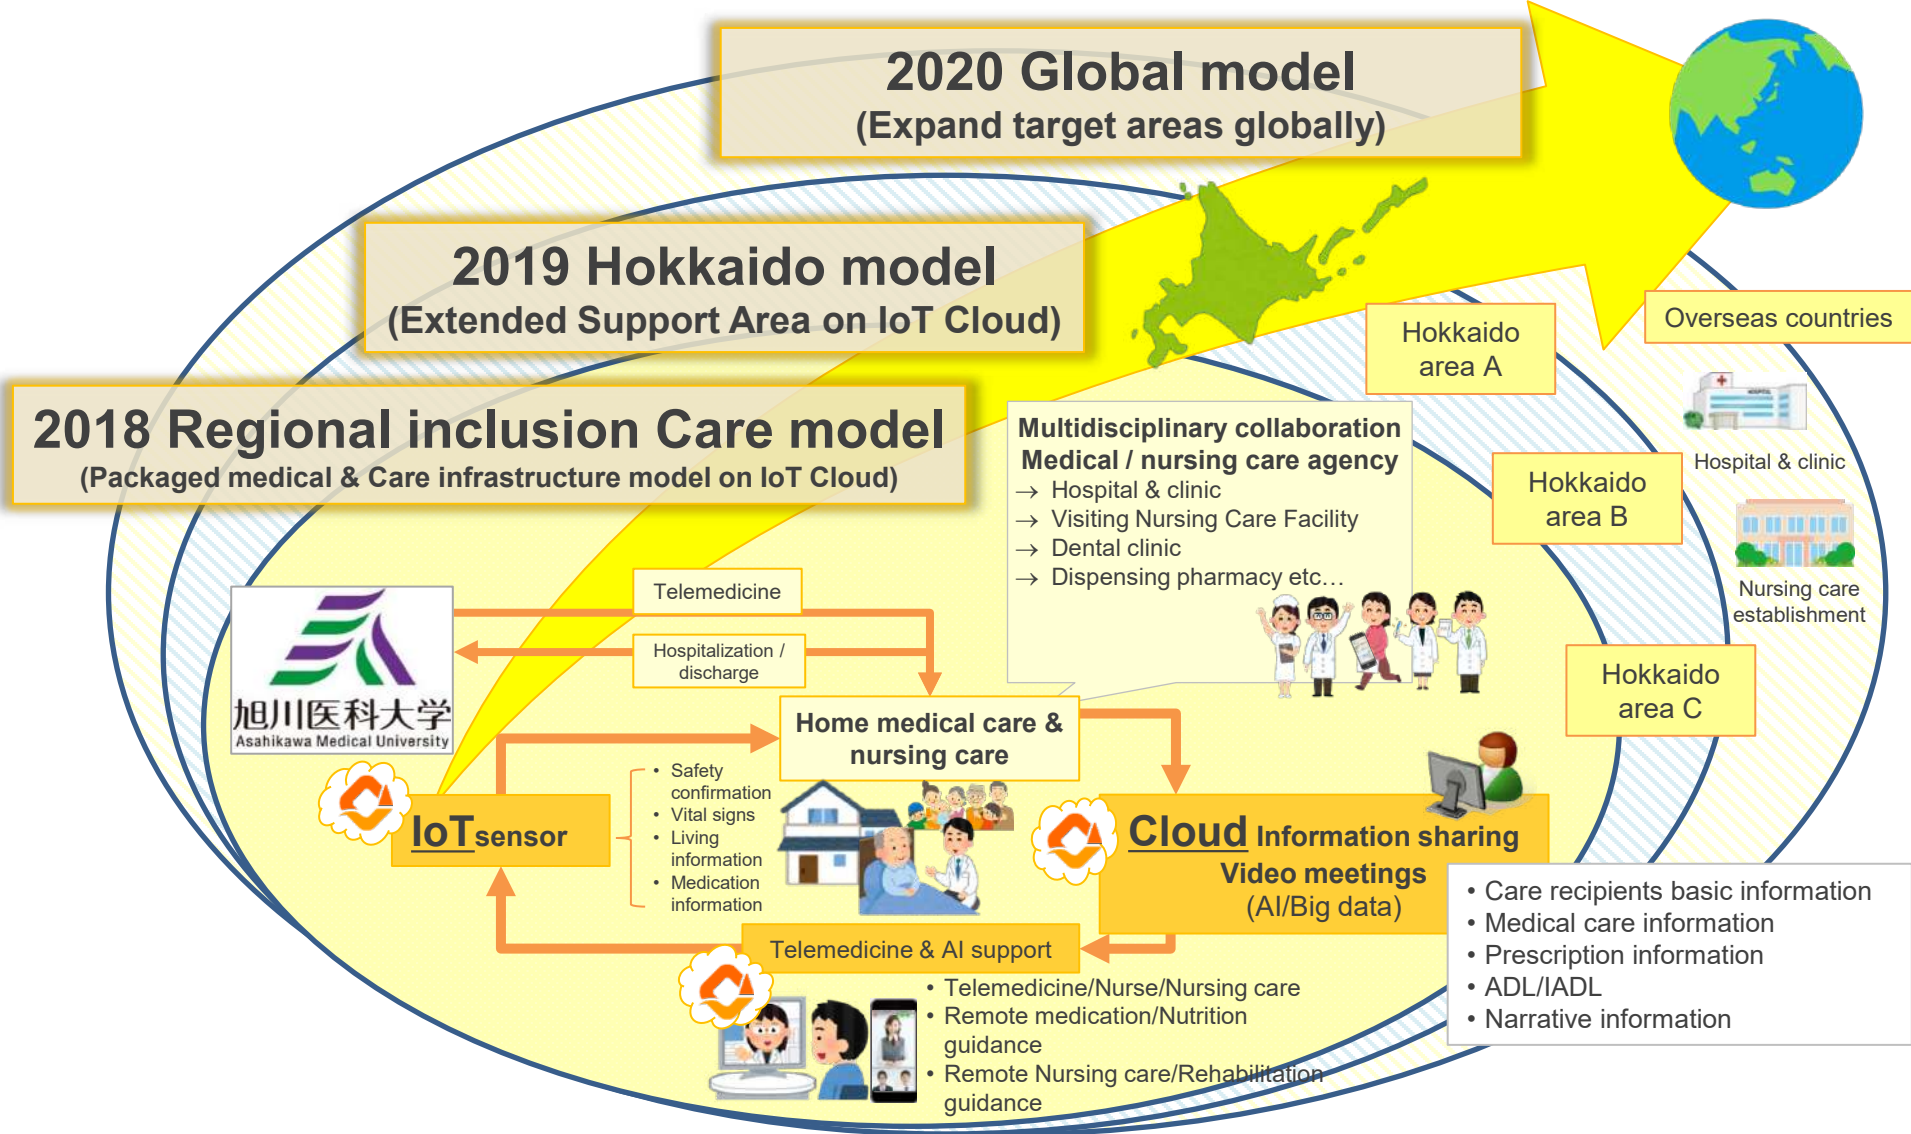 2020 Global model
(Expand target areas globally)
2019 Hokkaido model
(Extended Support Area on IoT Cloud)
2018 Regional inclusion Care model
(Packaged medical & Care infrastructure model on IoT Cloud)
Overseas countries
Hokkaido
area A
HOSPITAL
Hospital & clinic
Hokkaido
area B
Nursing care
establishment
Hokkaido
area C
Multidisciplinary collaboration
Medical / nursing care agency
→ Hospital & clinic
→ Visiting Nursing Care Facility
→ Dental clinic
→ Dispensing pharmacy etc…
旭川医科大学
Asahikawa Medical University
Telemedicine
Hospitalization /
discharge
Home medical care &
nursing care
IoT sensor
• Safety
confirmation
• Vital signs
• Living
information
• Medication
information
Cloud Information sharing
Video meetings
(AI/Big data)
• Care recipients basic information
• Medical care information
• Prescription information
• ADL/IADL
• Narrative information
Telemedicine & AI support
• Telemedicine/Nurse/Nursing care
• Remote medication/Nutrition
guidance
• Remote Nursing care/Rehabilitation
guidance